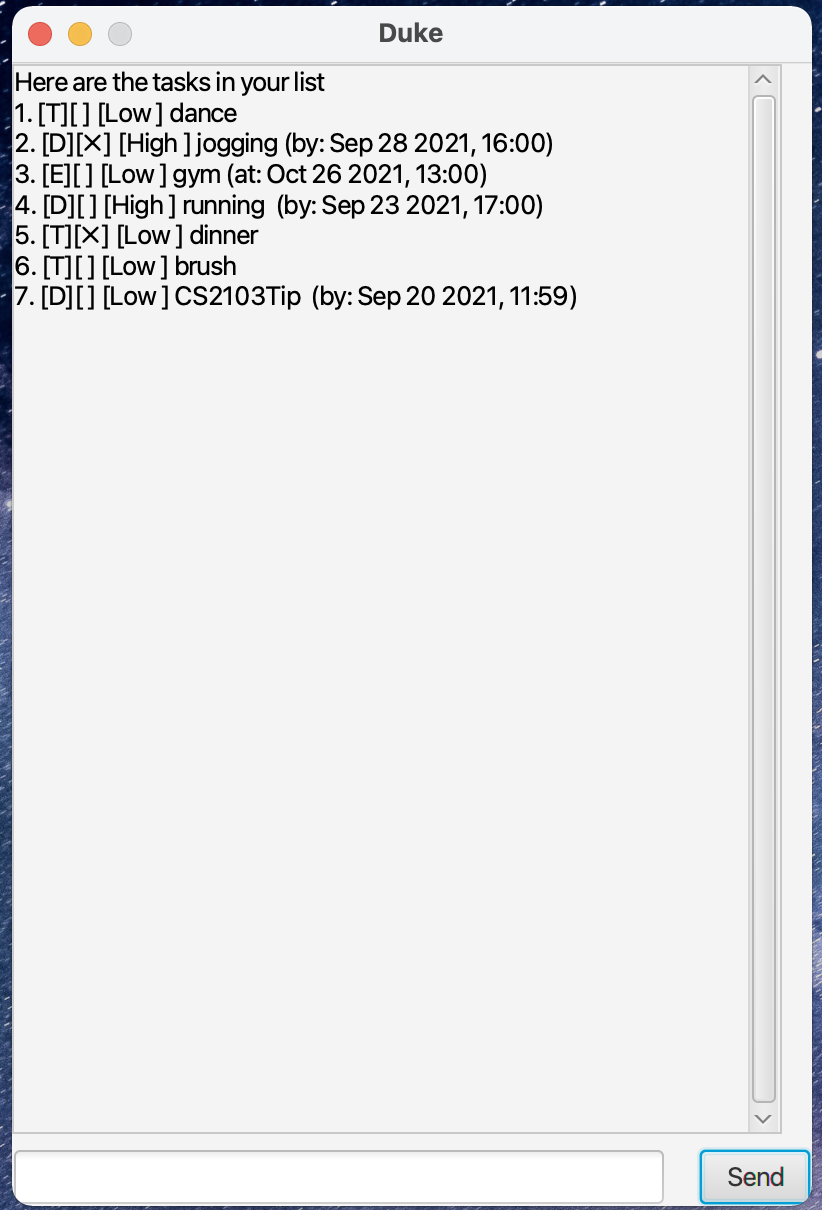 Duke
Here are the tasks in your list
1. [T][ ] [Low ] dance
2. [D][×] [High ] jogging (by: Sep 28 2021, 16:00)
3. [E][ ] [Low ] gym (at: Oct 26 2021, 13:00)
4. [D][ ] [High ] running  (by: Sep 23 2021, 17:00)
5. [T][×] [Low ] dinner
6. [T][ ] [Low ] brush
7. [D][ ] [Low ] CS2103Tip  (by: Sep 20 2021, 11:59)
Send